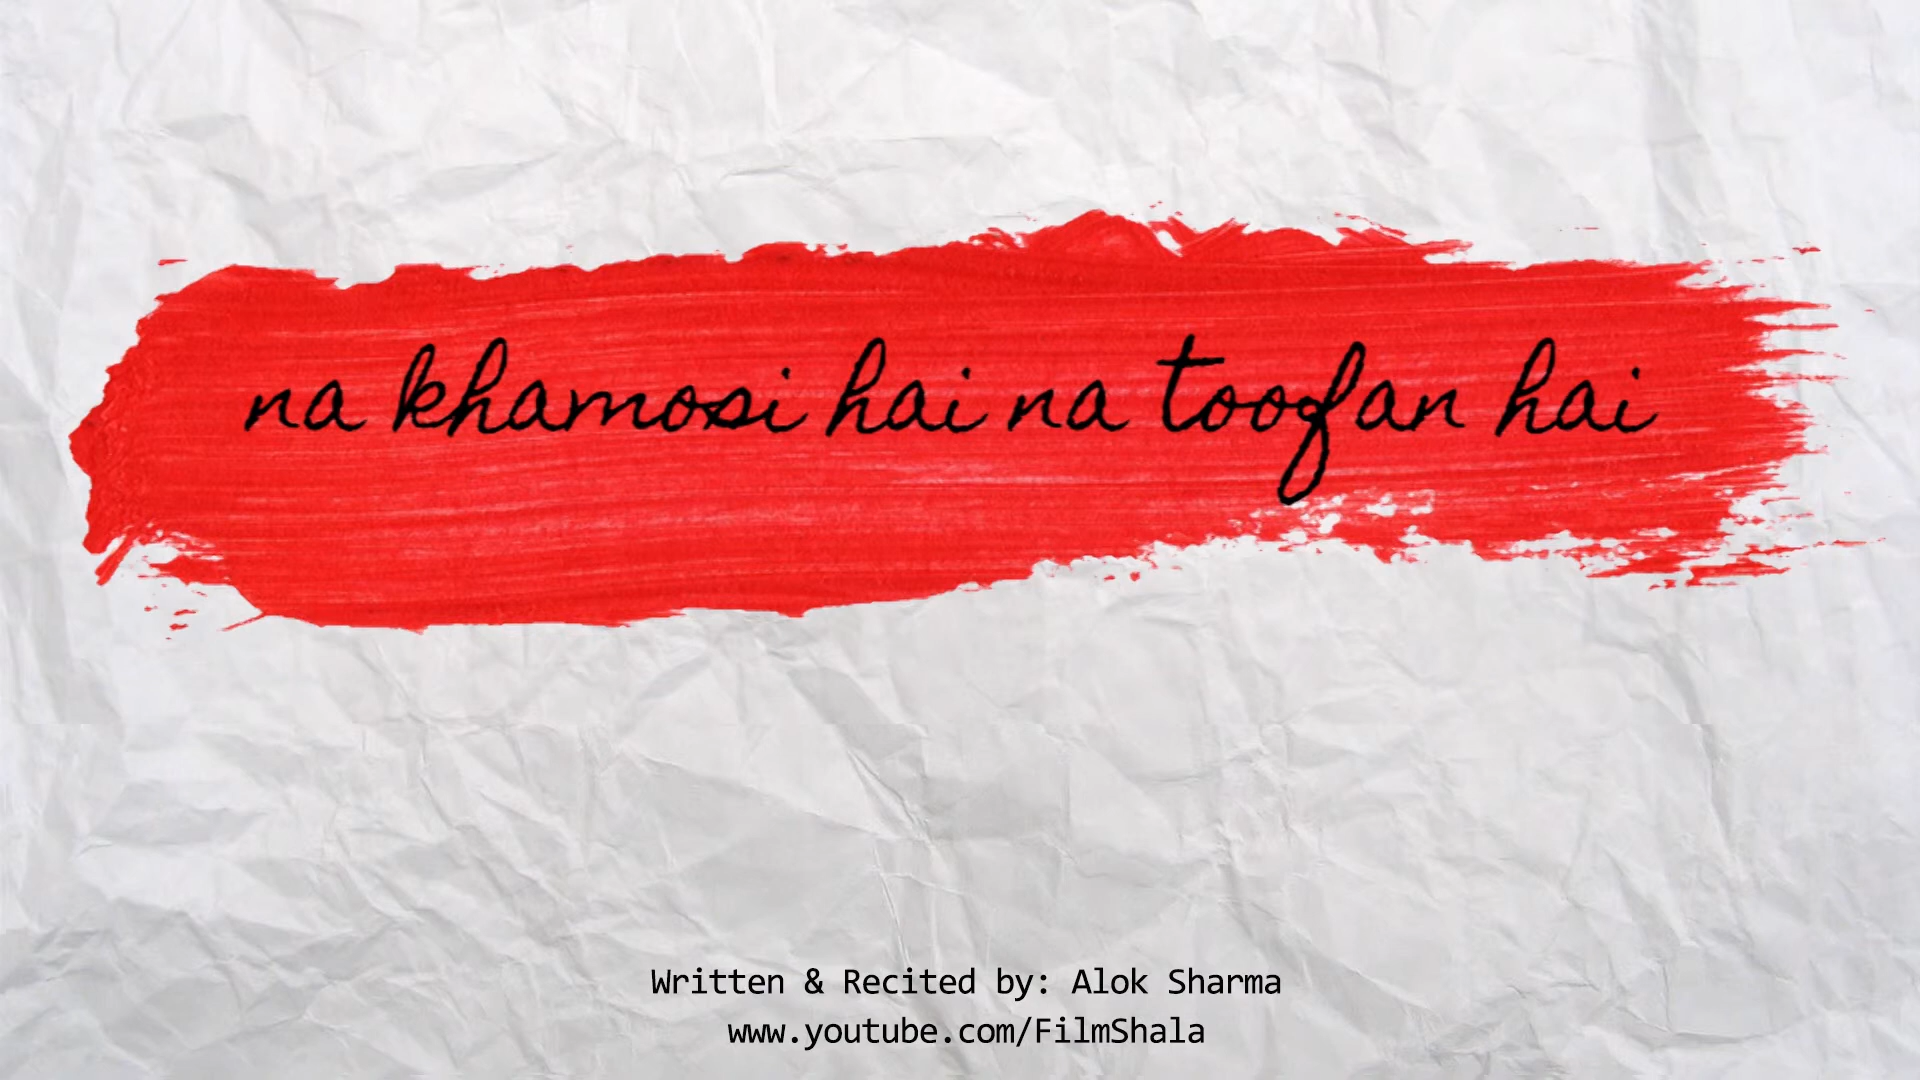 na khamosi hai na toofan hai
Written & Recited by: Alok Sharma
www.youtube.com/FilmShala